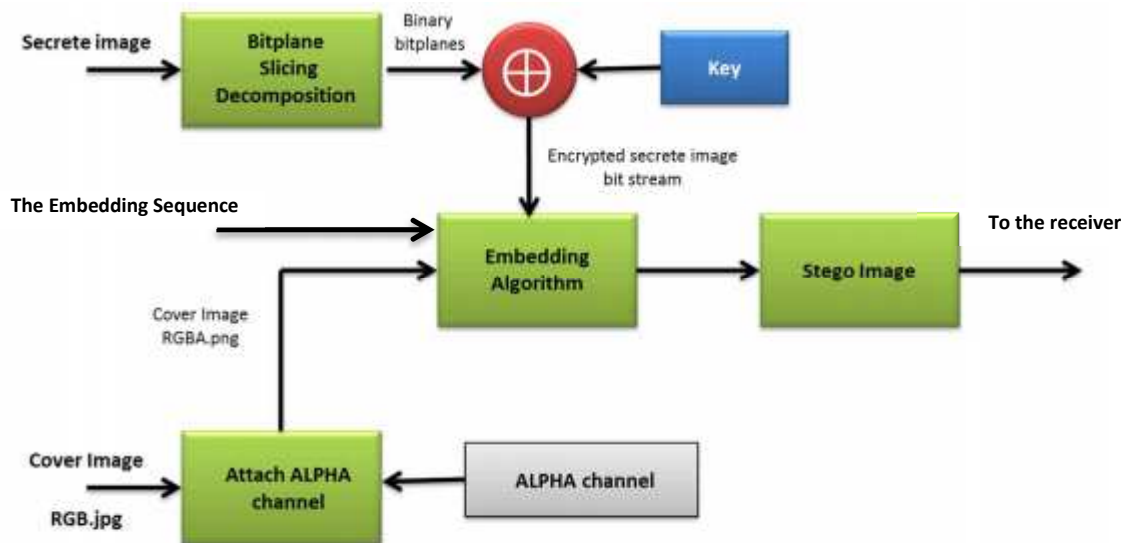 Secrete image
Bitplane
Slicing
Decomposition
Binary
bitplanes
Key
Encrypted secrete image
bit stream
The Embedding Sequence
Embedding
Algorithm
Stego Image
To the receiver
Cover Image
RGBA.png
Cover Image
RGB.jpg
Attach ALPHA
channel
ALPHA channel